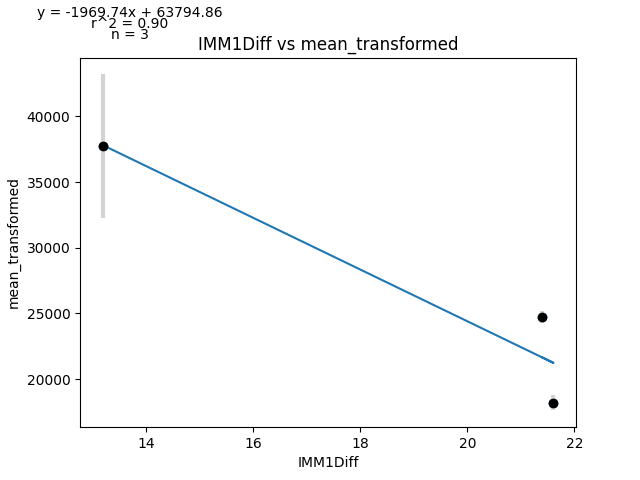 y = -1969.74x + 63794.86
r^2 = 0.90
n = 3
IMM1Diff vs mean_transformed
40000
35000
30000
25000
20000
mean_transformed
14
16
18
20
22
IMM1Diff